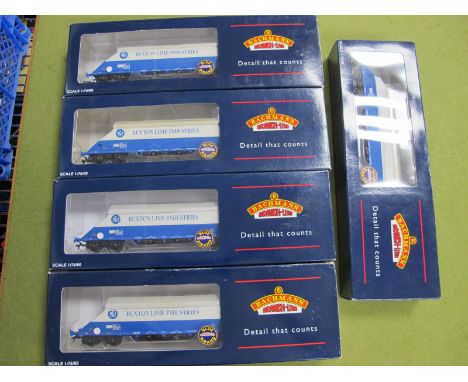 BUXTON LIME INDUSTRIES
BACHMANN
BRANCH-LINE
Detail that counts
SCALE 1:76/00
BUXTON LIME INDUSTRIES
BACHMANN
BRANCH-LINE
Detail that counts
SCALE 1:76/00
BLI
BUXTON LIME INDUSTRIES
BACHMANN
BRANCH-LINE
Detail that counts
SCALE 1:76/00
BLI
BUXTON LIME INDUSTRIES
BLUE
BACHMANN
BRANCH-LINE
Detail that counts
SCALE 1:76/00
BACHMANN
BRANCH-LINE
Detail that counts